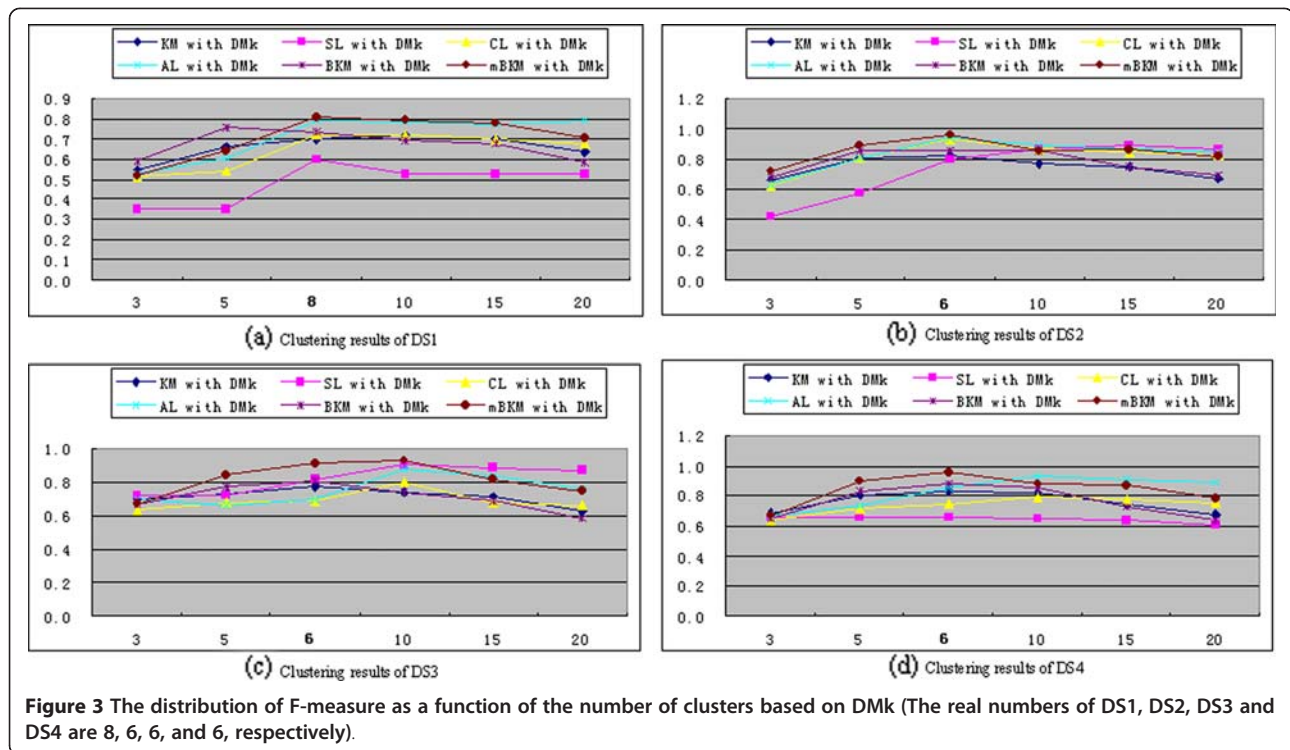 KM with DMk SL with DMk CL with DMk
AL with DMk BKM with DMk mBKM with DMk
0.9
0.8
0.7
0.6
0.5
0.4
0.3
0.2
0.1
0.0
3 5 8 10 15 20
(a) Clustering results of DS1
KM with DMk SL with DMk CL with DMk
AL with DMk BKM with DMk mBKM with DMk
1.2
1.0
0.8
0.6
0.4
0.2
0.0
3 5 6 10 15 20
(b) Clustering results of DS2
KM with DMk SL with DMk CL with DMk
AL with DMk BKM with DMk mBKM with DMk
1.0
0.8
0.6
0.4
0.2
0.0
3 5 6 10 15 20
(c) Clustering results of DS3
KM with DMk SL with DMk CL with DMk
AL with DMk BKM with DMk mBKM with DMk
1.2
1.0
0.8
0.6
0.4
0.2
0.0
3 5 6 10 15 20
(d) Clustering results of DS4
Figure 3 The distribution of F-measure as a function of the number of clusters based on DMk (The real numbers of DS1, DS2, DS3 and
DS4 are 8, 6, 6, and 6, respectively).